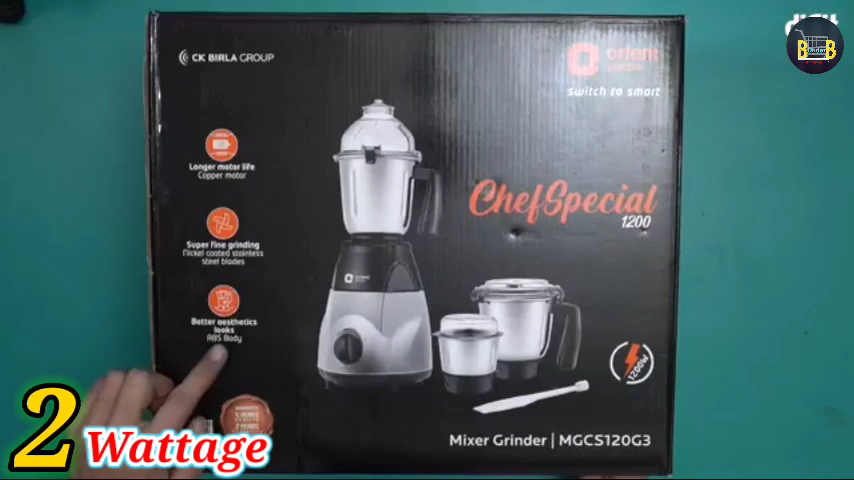 CK BIRLA GROUP
orient
electric
switch to smart
Longer motor life
Copper motor
Super fine grinding
Nickel coated stainless
steel blades
Better aesthetics
looks
ABS Body
ChefSpecial
1200
1200W
Mixer Grinder | MGCS120G3
2 Wattage